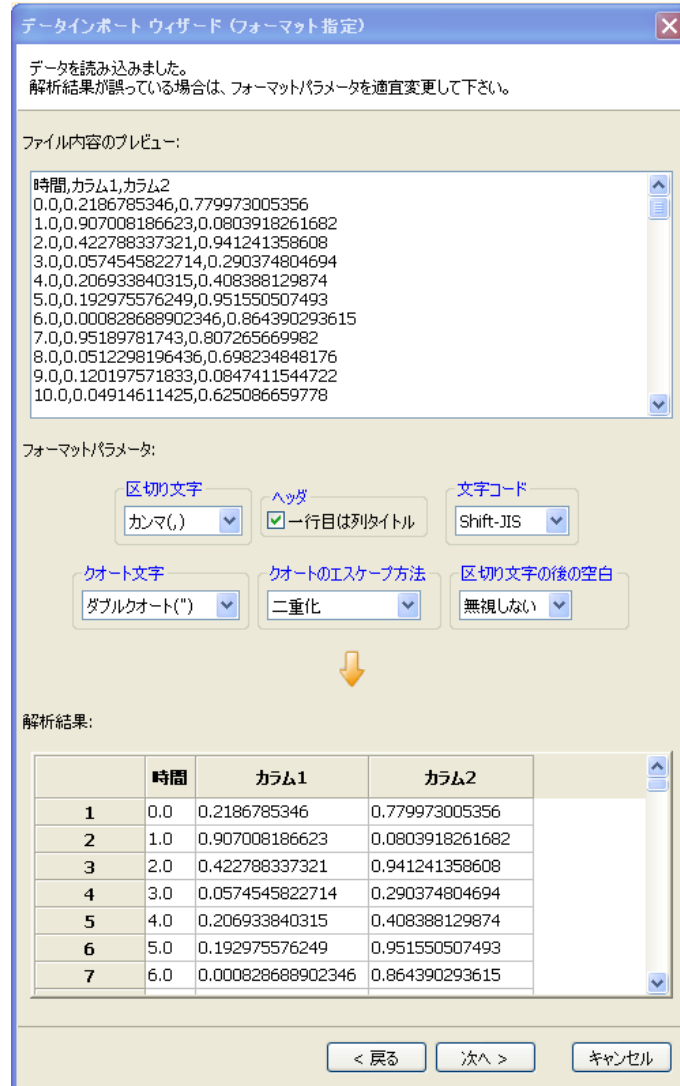 データインポート ウィザード (フォーマット指定)
データを読み込みました。
解析結果が誤っている場合は、フォーマットパラメータを適宜変更して下さい。
ファイル内容のプレビュー:
時間,カラム1,カラム2
0.0,0.2186785346,0.779973005356
1.0,0.907008186623,0.0803918261682
2.0,0.422788337321,0.941241358608
3.0,0.0574545822714,0.290374804694
4.0,0.206933840315,0.408388129874
5.0,0.192975576249,0.951550507493
6.0,0.000828688902346,0.864390293615
7.0,0.95189781743,0.807265669982
8.0,0.0512298196436,0.698234848176
9.0,0.120197571833,0.0847411544722
10.0,0.04914611425,0.625086659778
フォーマットパラメータ:
区切り文字 ヘッダ 文字コード
カンマ(,) 一行目は列タイトル Shift-JIS
クオート文字 クオートのエスケープ方法 区切り文字の後の空白
ダブルクオート(") 二重化 無視しない
解析結果:
時間 カラム1 カラム2
1 0.0 0.2186785346 0.779973005356
2 1.0 0.907008186623 0.0803918261682
3 2.0 0.422788337321 0.941241358608
4 3.0 0.0574545822714 0.290374804694
5 4.0 0.206933840315 0.408388129874
6 5.0 0.192975576249 0.951550507493
7 6.0 0.000828688902346 0.864390293615
< 戻る 次へ > キャンセル